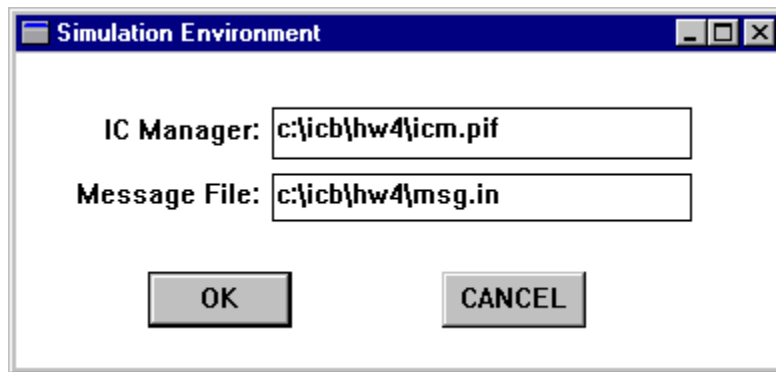 Simulation Environment
IC Manager: c:\icb\hw4\icm.pif
Message File: c:\icb\hw4\msg.in
OK CANCEL